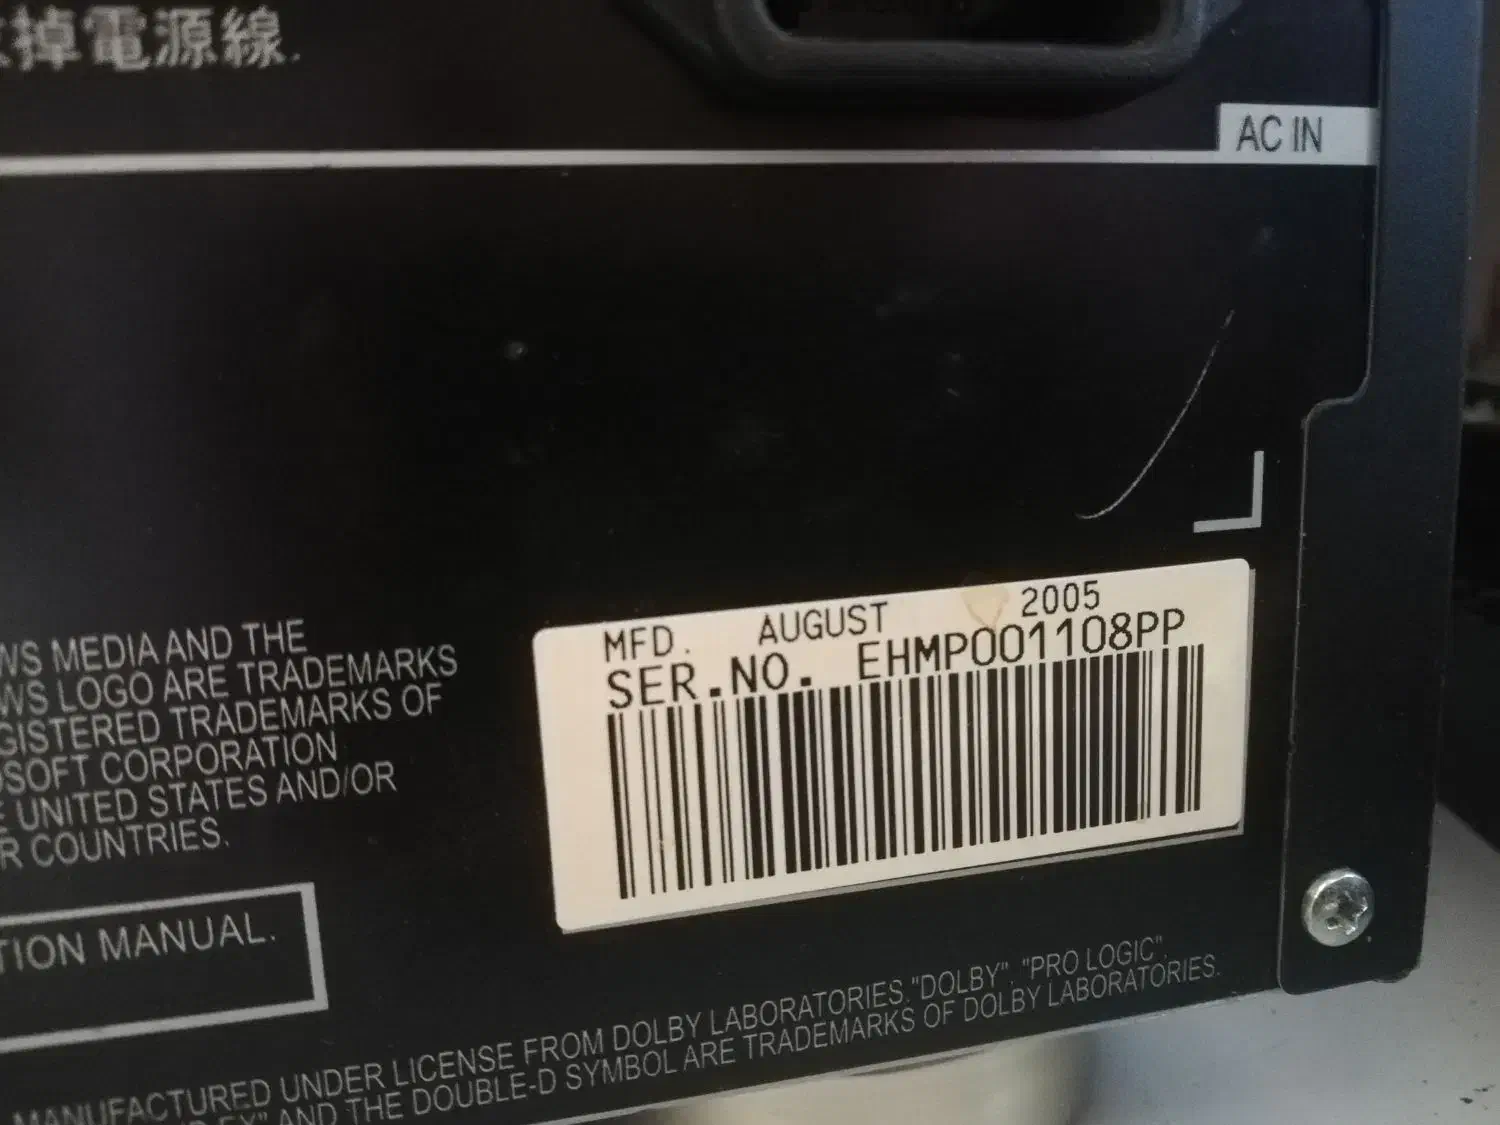 掉電源線.
AC IN
WS MEDIA AND THE
WS LOGO ARE TRADEMARKS
GISTERED TRADEMARKS OF
OSOFT CORPORATION
E UNITED STATES AND/OR
R COUNTRIES.
TION MANUAL.
MFD. AUGUST 2005
SER.NO. EHMP001108PP
MANUFACTURED UNDER LICENSE FROM DOLBY LABORATORIES."DOLBY", "PRO LOGIC",
EX" AND THE DOUBLE-D SYMBOL ARE TRADEMARKS OF DOLBY LABORATORIES.